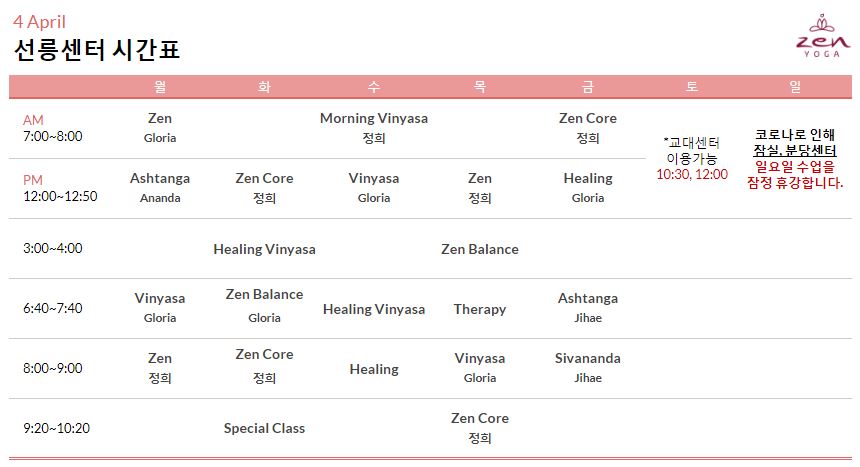 4 April
선릉센터 시간표
zen
YOGA
월 화 수 목 금 토 일
AM
7:00~8:00
Zen
Gloria
Morning Vinyasa
정희
Zen Core
정희
*교대센터
이용가능
10:30, 12:00
코로나로 인해
잠실, 분당센터
일요일 수업을
잠정 휴강합니다.
PM
12:00~12:50
Ashtanga
Ananda
Zen Core
정희
Vinyasa
Gloria
Zen
정희
Healing
Gloria
3:00~4:00
Healing Vinyasa
Zen Balance
6:40~7:40
Vinyasa
Gloria
Zen Balance
Gloria
Healing Vinyasa
Therapy
Ashtanga
Jihae
8:00~9:00
Zen
정희
Zen Core
정희
Healing
Vinyasa
Gloria
Sivananda
Jihae
9:20~10:20
Special Class
Zen Core
정희